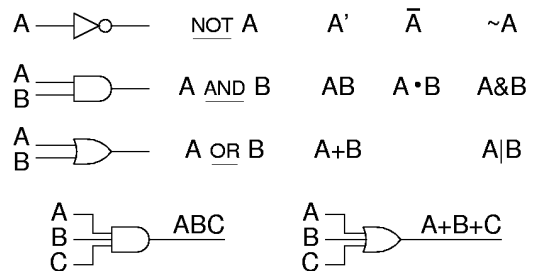 A NOT A A' A̅ ~A
A B A AND B AB A•B A&B
A B A OR B A+B A|B
A B C ABC A B C A+B+C